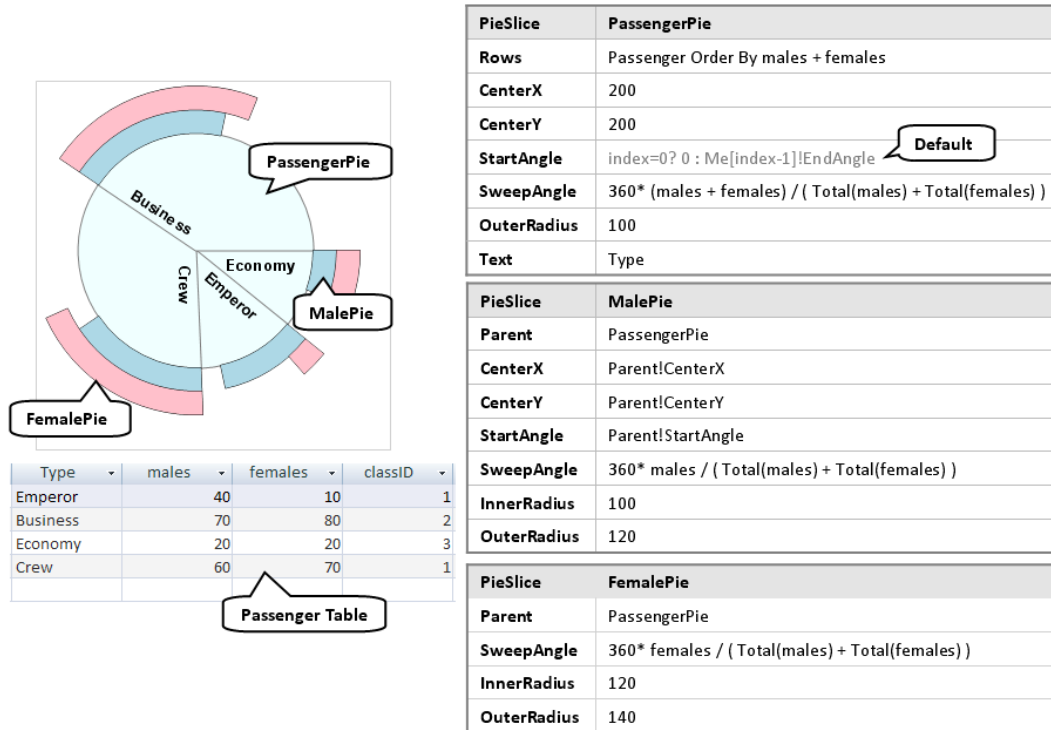 PassengerPie
Business
Economy
Crew
Emperor
MalePie
FemalePie
Type males females classID
Emperor 40 10 1
Business 70 80 2
Economy 20 20 3
Crew 60 70 1
Passenger Table
PieSlice PassengerPie
Rows Passenger Order By males + females
CenterX 200
CenterY 200
StartAngle index=0? 0 : Me[index-1]!EndAngle
Default
SweepAngle 360* (males + females) / ( Total(males) + Total(females) )
OuterRadius 100
Text Type
PieSlice MalePie
Parent PassengerPie
CenterX Parent!CenterX
CenterY Parent!CenterY
StartAngle Parent!StartAngle
SweepAngle 360* males / ( Total(males) + Total(females) )
InnerRadius 100
OuterRadius 120
PieSlice FemalePie
Parent PassengerPie
SweepAngle 360* females / ( Total(males) + Total(females) )
InnerRadius 120
OuterRadius 140